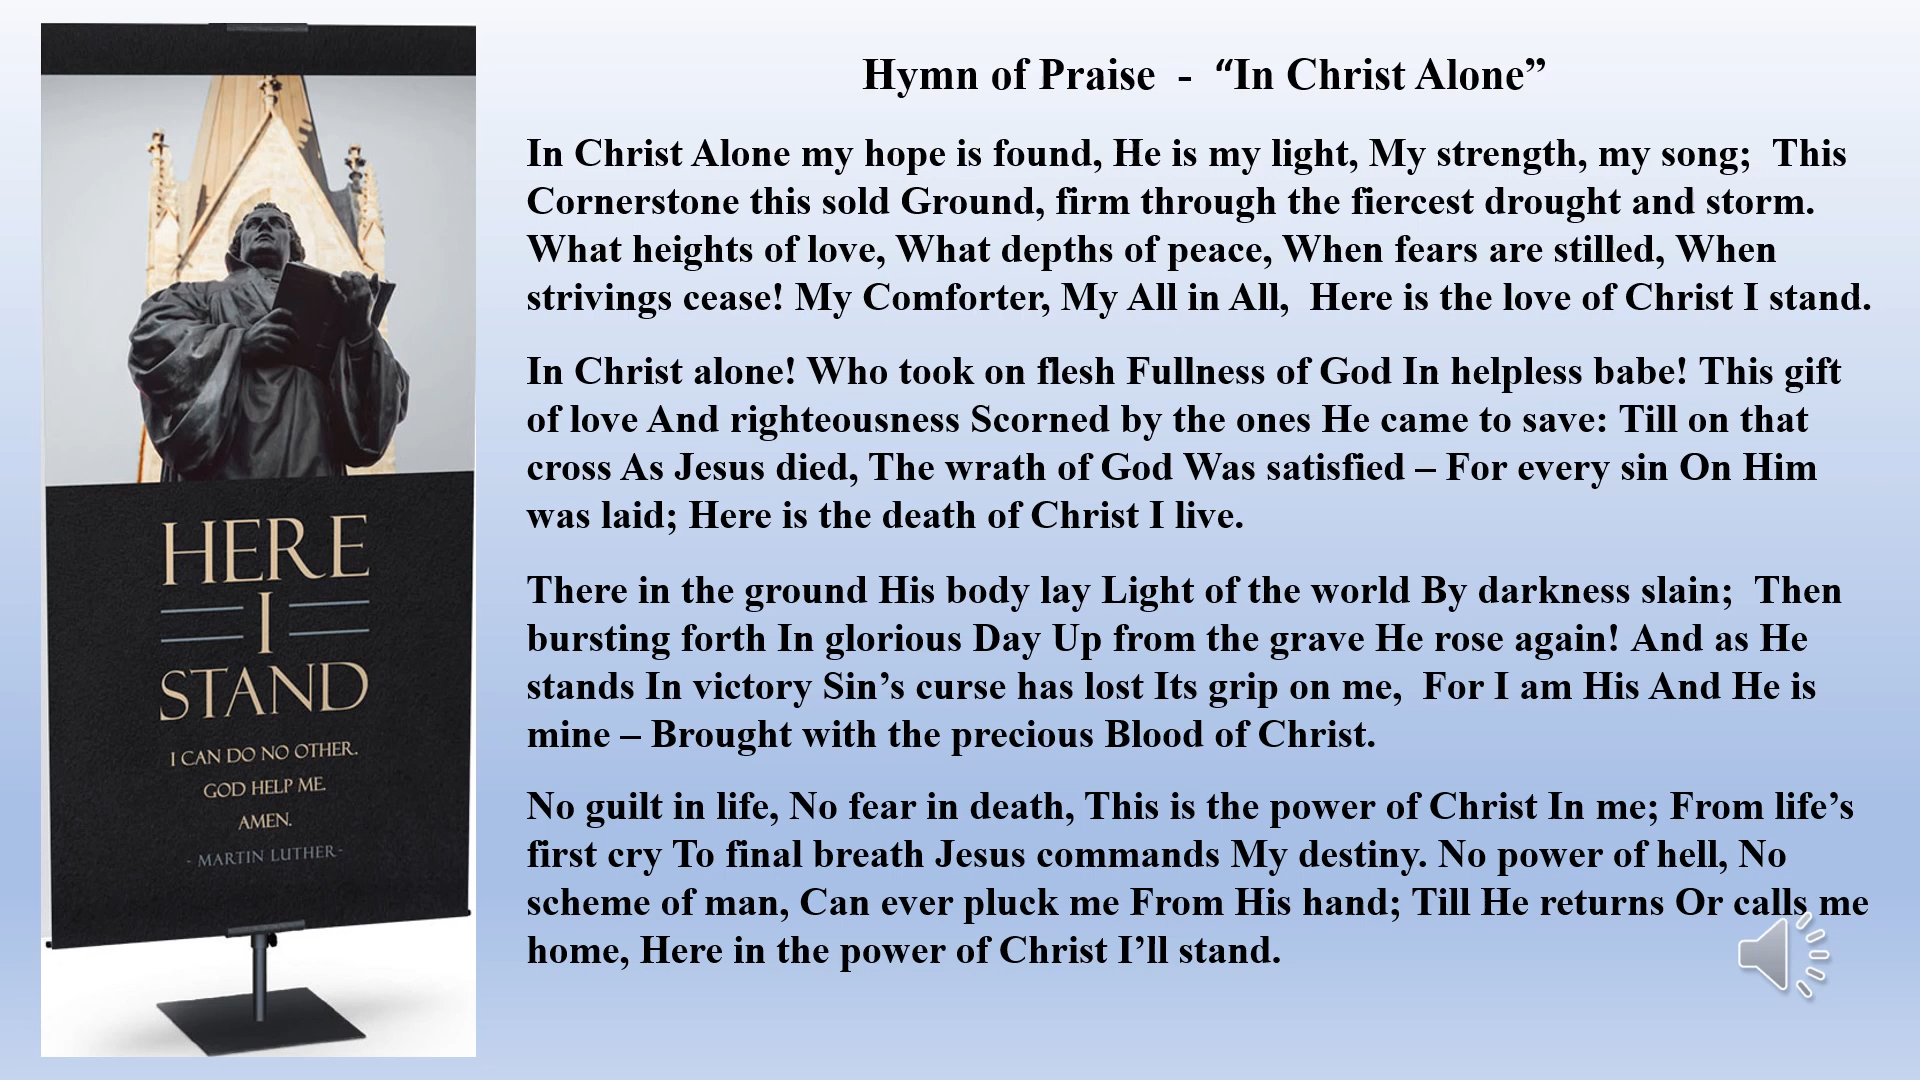 Hymn of Praise - “In Christ Alone”
In Christ Alone my hope is found, He is my light, My strength, my song; This
Cornerstone this sold Ground, firm through the fiercest drought and storm.
What heights of love, What depths of peace, When fears are stilled, When
strivings cease! My Comforter, My All in All, Here is the love of Christ I stand.
In Christ alone! Who took on flesh Fullness of God In helpless babe! This gift
of love And righteousness Scorned by the ones He came to save: Till on that
cross As Jesus died, The wrath of God Was satisfied – For every sin On Him
was laid; Here is the death of Christ I live.
There in the ground His body lay Light of the world By darkness slain; Then
bursting forth In glorious Day Up from the grave He rose again! And as He
stands In victory Sin’s curse has lost Its grip on me, For I am His And He is
mine – Brought with the precious Blood of Christ.
No guilt in life, No fear in death, This is the power of Christ In me; From life’s
first cry To final breath Jesus commands My destiny. No power of hell, No
scheme of man, Can ever pluck me From His hand; Till He returns Or calls me
home, Here in the power of Christ I’ll stand.
HERE
I
STAND
I CAN DO NO OTHER.
GOD HELP ME.
AMEN.
- MARTIN LUTHER-